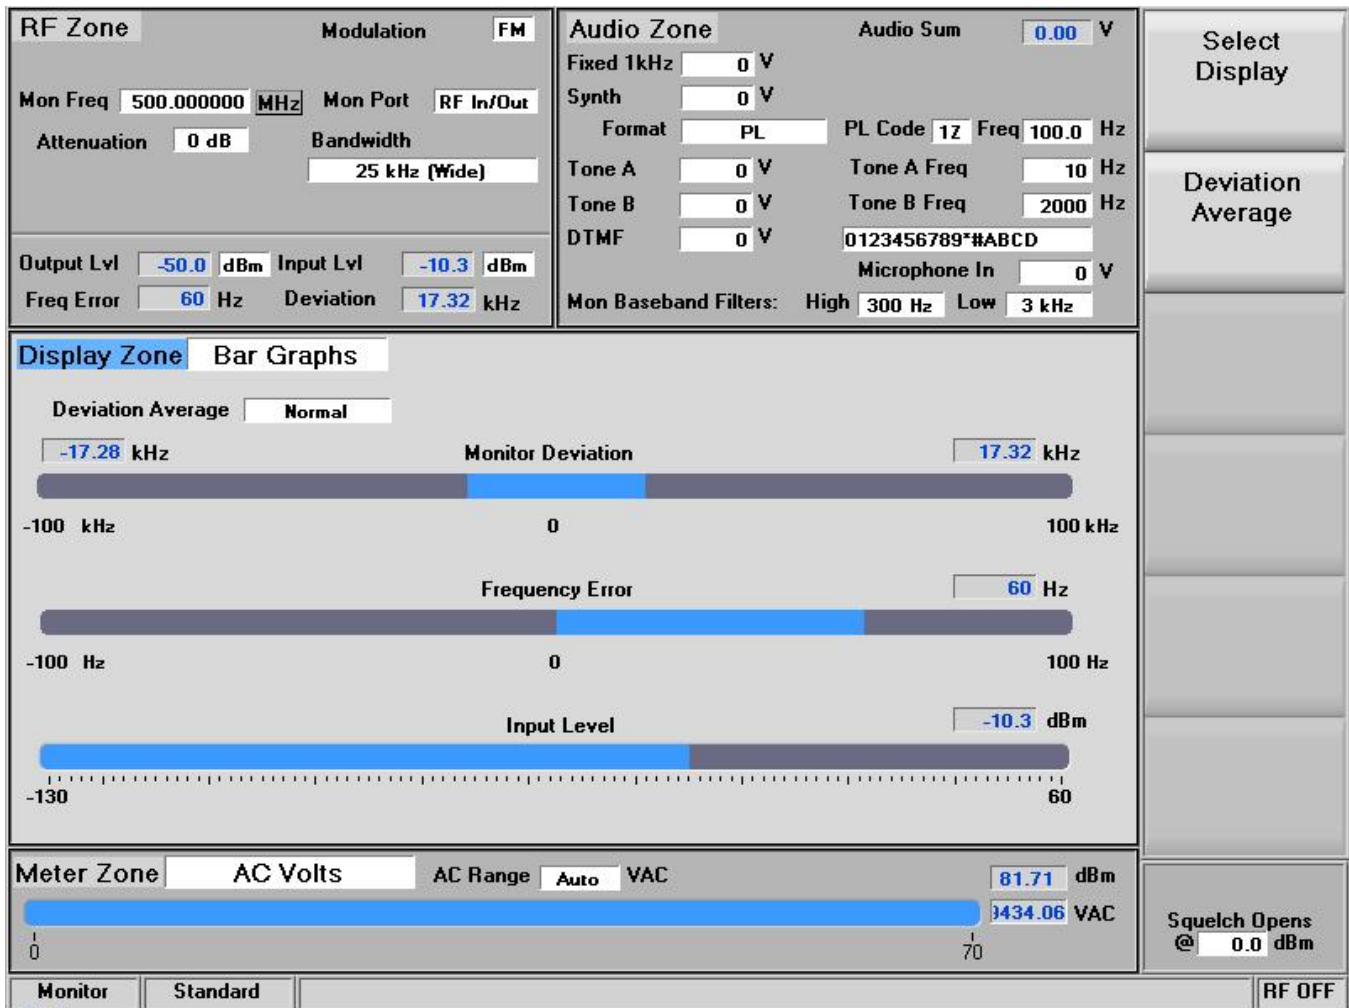 RF Zone Modulation FM
Mon Freq 500.000000 MHz Mon Port RF In/Out
Attenuation 0 dB Bandwidth
25 kHz (Wide)
Output Lvl -50.0 dBm Input Lvl -10.3 dBm
Freq Error 60 Hz Deviation 17.32 kHz
Audio Zone Audio Sum 0.00 V
Fixed 1kHz 0 V
Synth 0 V
Format PL PL Code 1Z Freq 100.0 Hz
Tone A 0 V Tone A Freq 10 Hz
Tone B 0 V Tone B Freq 2000 Hz
DTMF 0 V 0123456789*#ABCD
Microphone In 0 V
Mon Baseband Filters: High 300 Hz Low 3 kHz
Select
Display
Deviation
Average
Display Zone Bar Graphs
Deviation Average Normal
-17.28 kHz Monitor Deviation 17.32 kHz
-100 kHz 0 100 kHz
Frequency Error 60 Hz
-100 Hz 0 100 Hz
Input Level -10.3 dBm
-130 60
Meter Zone AC Volts AC Range Auto VAC 81.71 dBm
434.06 VAC
0 70
Squelch Opens
@ 0.0 dBm
Monitor Standard RF OFF